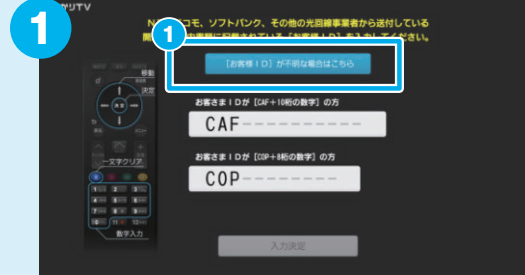 かりTV
1
コモ、ソフトバンク、その他の光回線事業者から送付している
1
[お客様ID]が不明な場合はこちら
移動
決定
お客さまIDが[CAF+10桁の数字]の方
CAF----------
一文字クリア
お客さまIDが[COP+8桁の数字]の方
COP--------
数字入力
入力決定